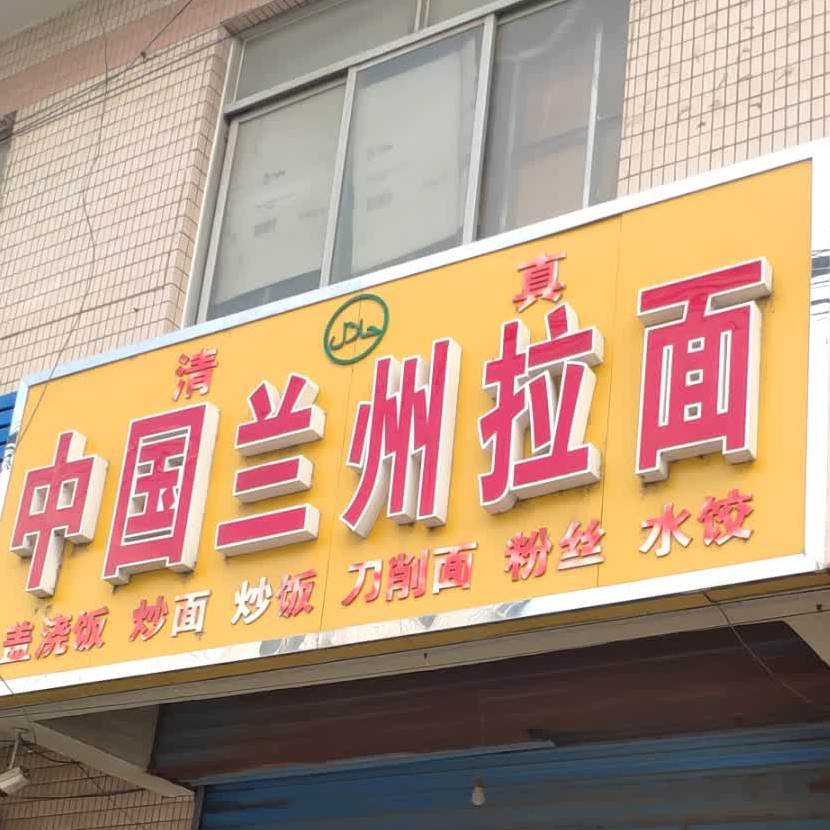 清 حلال 真
中国兰州拉面
盖浇饭 炒面 炒饭 刀削面 粉丝 水饺